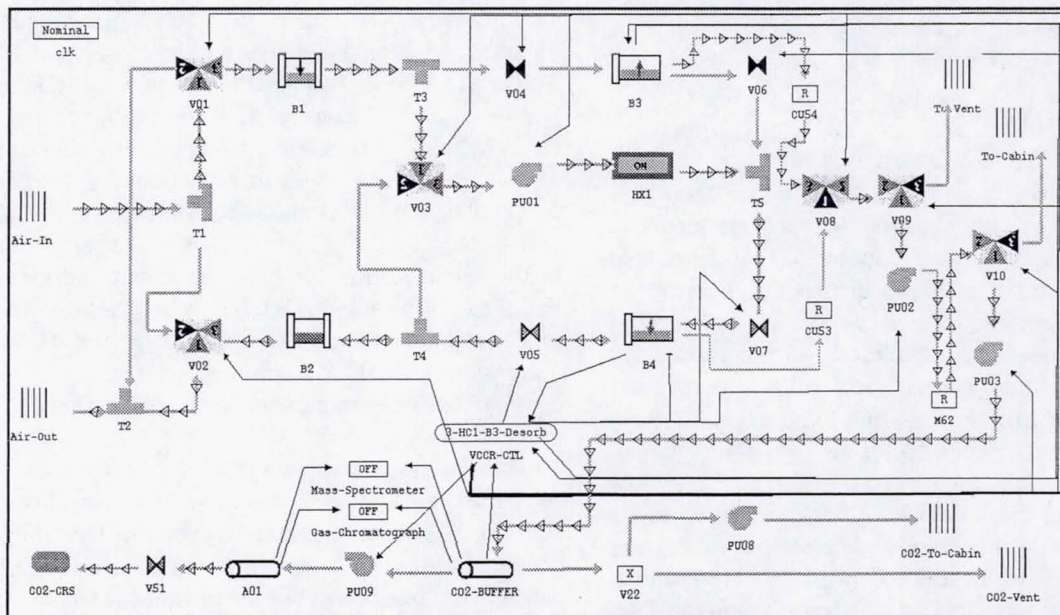 Nominal
clk
V01
B1
T3
V04
B3
V06
R
CUS4
To Vent
To-Cabin
V03
PU01
ON
HX1
T5
V08
V09
V10
Air-In
T1
PU02
R
CUS3
V02
B2
T4
V05
B4
V07
PU03
R
M62
Air-Out
T2
3-HC1-B3-Desorb
VCCR-CTL
OFF
Mass-Spectrometer
OFF
Gas-Chromatograph
PU08
CO2-To-Cabin
CO2-CRS
V51
A01
PU09
CO2-BUFFER
X
V22
CO2-Vent